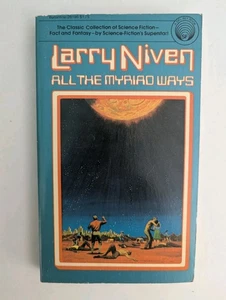 The Classic Collection of Science Fiction—
Fact and Fantasy—by Science Fiction's Superstar!
Larry Niven
ALL THE MYRIAD WAYS